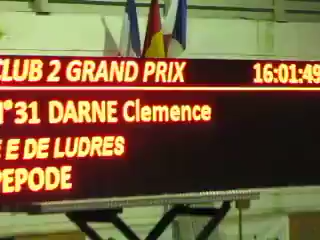 CLUB 2 GRAND PRIX 16:01:49
N°31 DARNE Clemence
E DE LUDRES
PEPODE